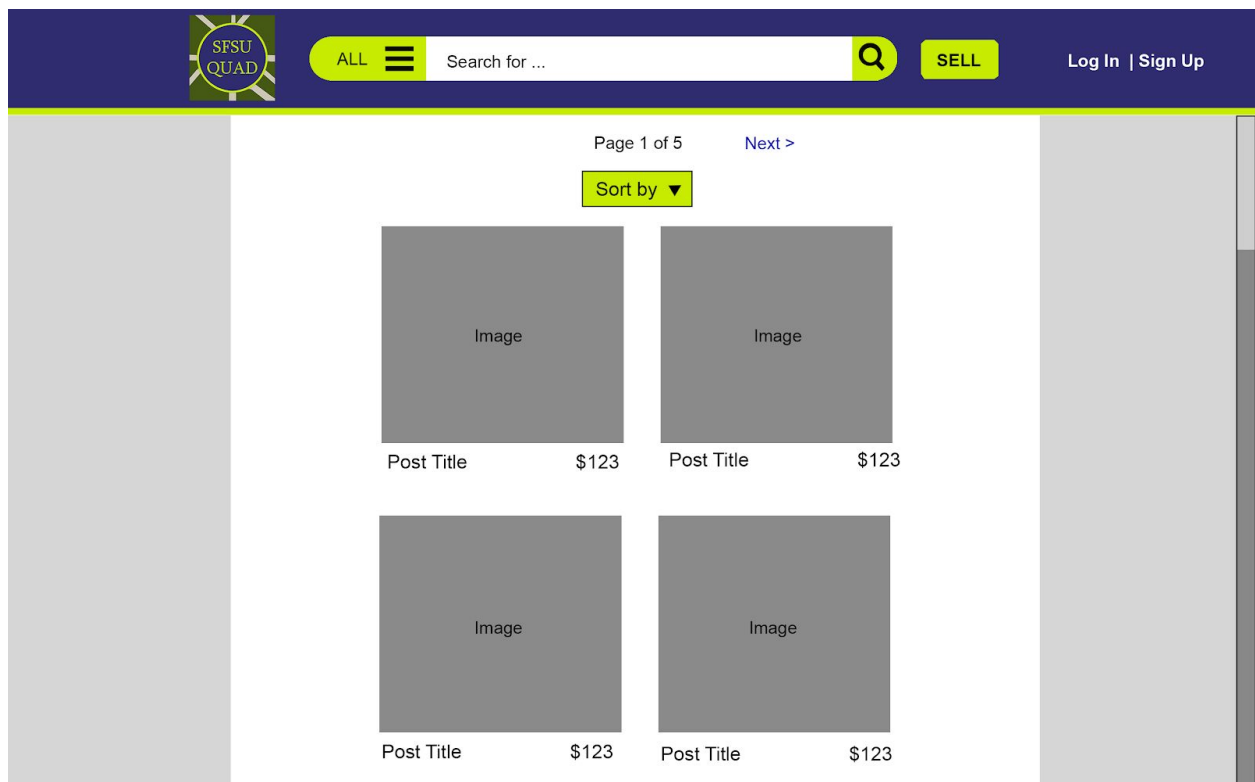 SFSU
QUAD
ALL
Search for ...
SELL
Log In | Sign Up
Page 1 of 5
Next >
Sort by ▼
Image
Image
Post Title
$123
Post Title
$123
Image
Image
Post Title
$123
Post Title
$123